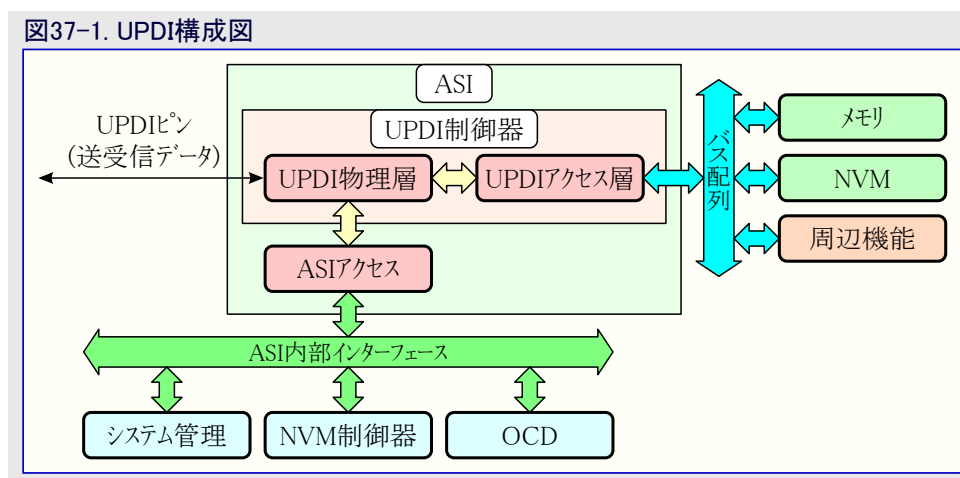 図37-1. UPDI構成図
ASI
UPDIﾋﾟﾝ
(送受信ﾃﾞｰﾀ)
UPDI制御器
UPDI物理層
UPDIｱｸｾｽ層
バス配列
ﾒﾓﾘ
NVM
周辺機能
ASIｱｸｾｽ
ASI内部ｲﾝﾀｰﾌｪｰｽ
ｼｽﾃﾑ管理
NVM制御器
OCD